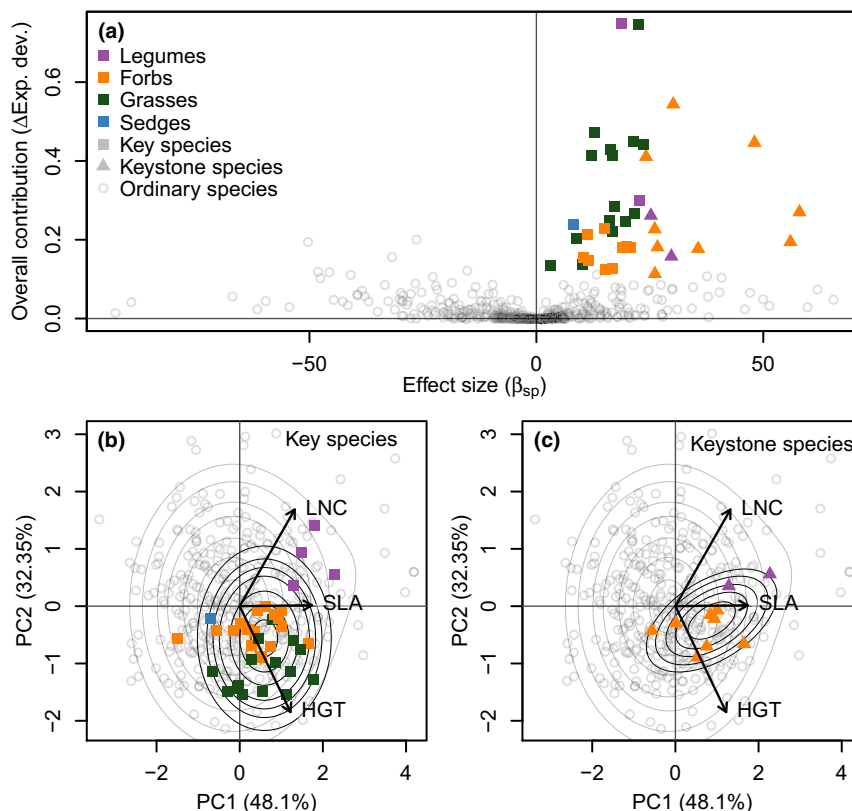 (a)
Legumes
Forbs
Grasses
Sedges
Key species
Keystone species
Ordinary species
Overall contribution (ΔExp. dev.)
0.0
0.2
0.4
0.6
−50
0
50
Effect size (βsp)
(b)
Key species
LNC
SLA
HGT
PC2 (32.35%)
3
2
1
0
−1
−2
−2
0
2
4
PC1 (48.1%)
(c)
Keystone species
LNC
SLA
HGT
PC2 (32.35%)
3
2
1
0
−1
−2
−2
0
2
4
PC1 (48.1%)